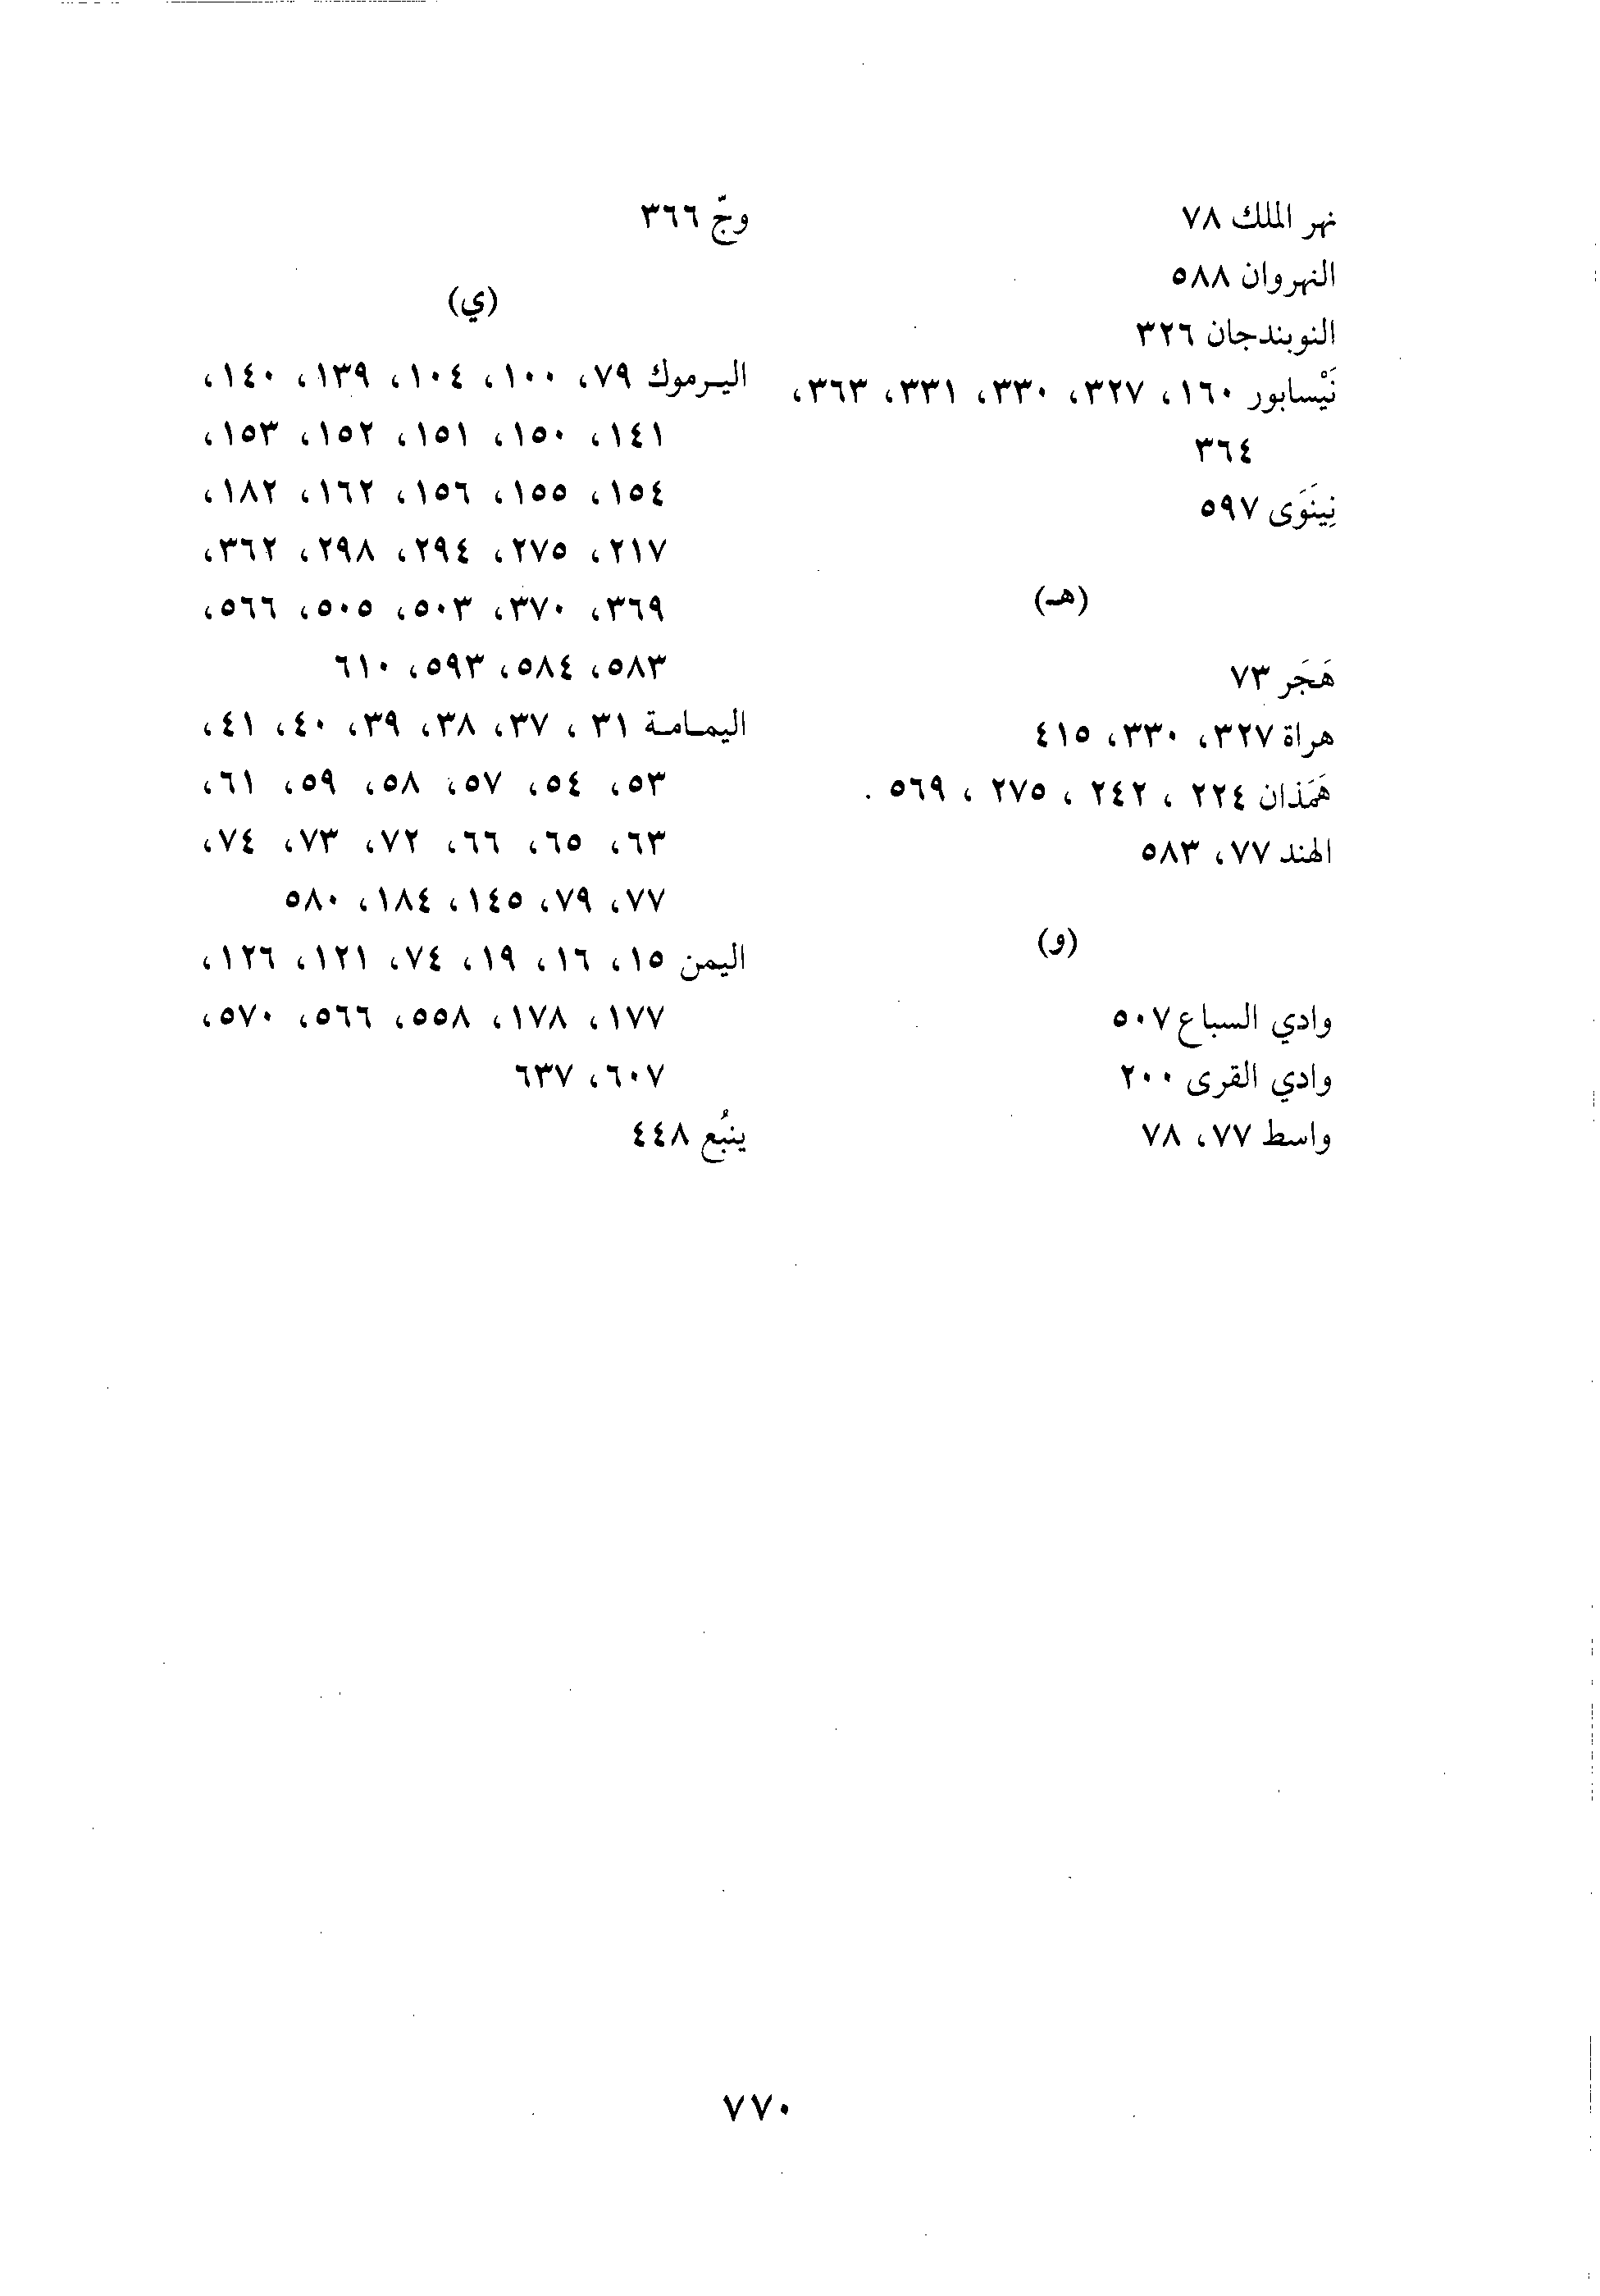 نهر الملك ٧٨
النهروان ٥٨٨
النوبندجان ٣٢٦
نَيْسابور ١٦٠، ٣٢٧، ٣٣٠، ٣٣١، ٣٦٣،
٣٦٤
نِينَوَى ٥٩٧
(هـ)
هَجَر ٧٣
هراة ٣٢٧، ٣٣٠، ٤١٥
هَمَذان ٢٢٤ ، ٢٤٢ ، ٢٧٥ ، ٥٦٩ .
الهند ٧٧، ٥٨٣
(و)
وادي السباع ٥٠٧
وادي القرى ٢٠٠
واسط ٧٧، ٧٨
وجّ ٣٦٦
(ي)
اليـرموك ٧٩، ١٠٠، ١٠٤، ١٣٩، ١٤٠،
١٤١، ١٥٠، ١٥١، ١٥٢، ١٥٣،
١٥٤، ١٥٥، ١٥٦، ١٦٢، ١٨٢،
٢١٧، ٢٧٥، ٢٩٤، ٢٩٨، ٣٦٢،
٣٦٩، ٣٧٠، ٥٠٣، ٥٠٥، ٥٦٦،
٥٨٣، ٥٨٤، ٥٩٣، ٦١٠
اليمـامـة ٣١ ، ٣٧، ٣٨، ٣٩، ٤٠، ٤١،
٥٣، ٥٤، ٥٧، ٥٨، ٥٩، ٦١،
٦٣، ٦٥، ٦٦، ٧٢، ٧٣، ٧٤،
٧٧، ٧٩، ١٤٥، ١٨٤، ٥٨٠
اليمن ١٥، ١٦، ١٩، ٧٤، ١٢١، ١٢٦،
١٧٧، ١٧٨، ٥٥٨، ٥٦٦، ٥٧٠،
٦٠٧، ٦٣٧
ينبُع ٤٤٨
٧٧٠